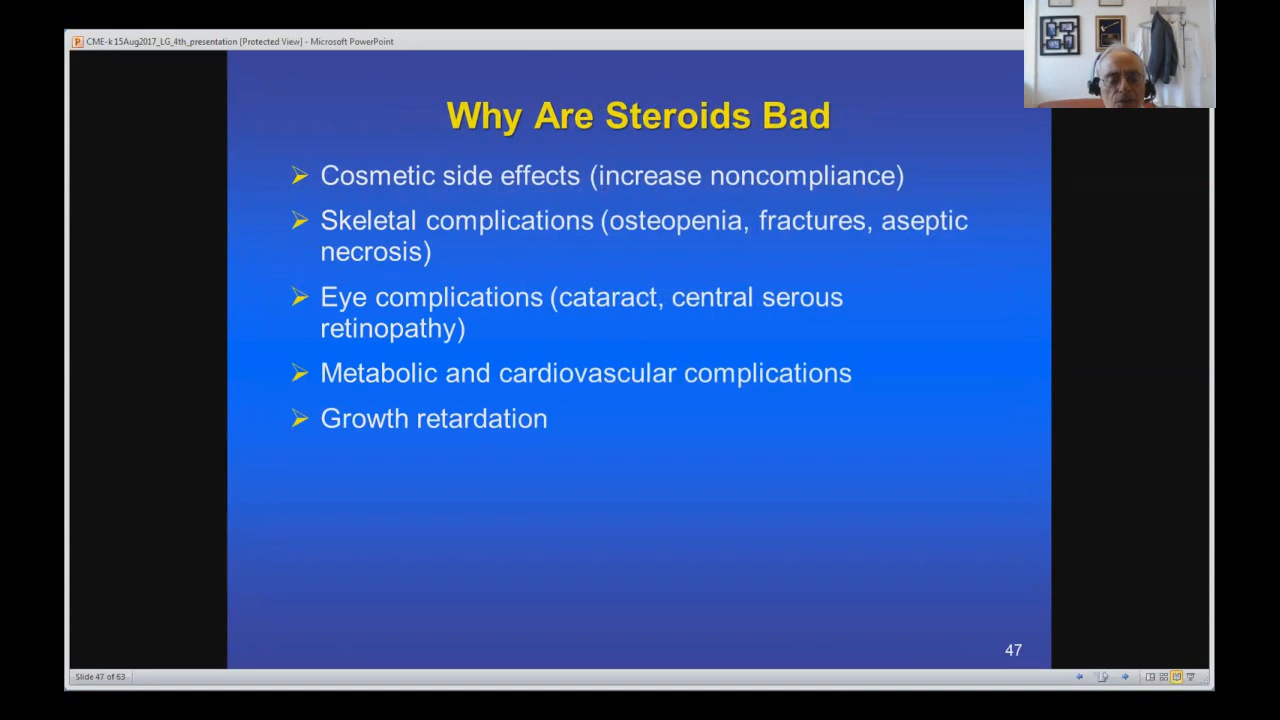 CME-k 15Aug2017_LG_4th_presentation [Protected View] - Microsoft PowerPoint
Why Are Steroids Bad
Cosmetic side effects (increase noncompliance)
Skeletal complications (osteopenia, fractures, aseptic
necrosis)
Eye complications (cataract, central serous
retinopathy)
Metabolic and cardiovascular complications
Growth retardation
47
Slide 47 of 63